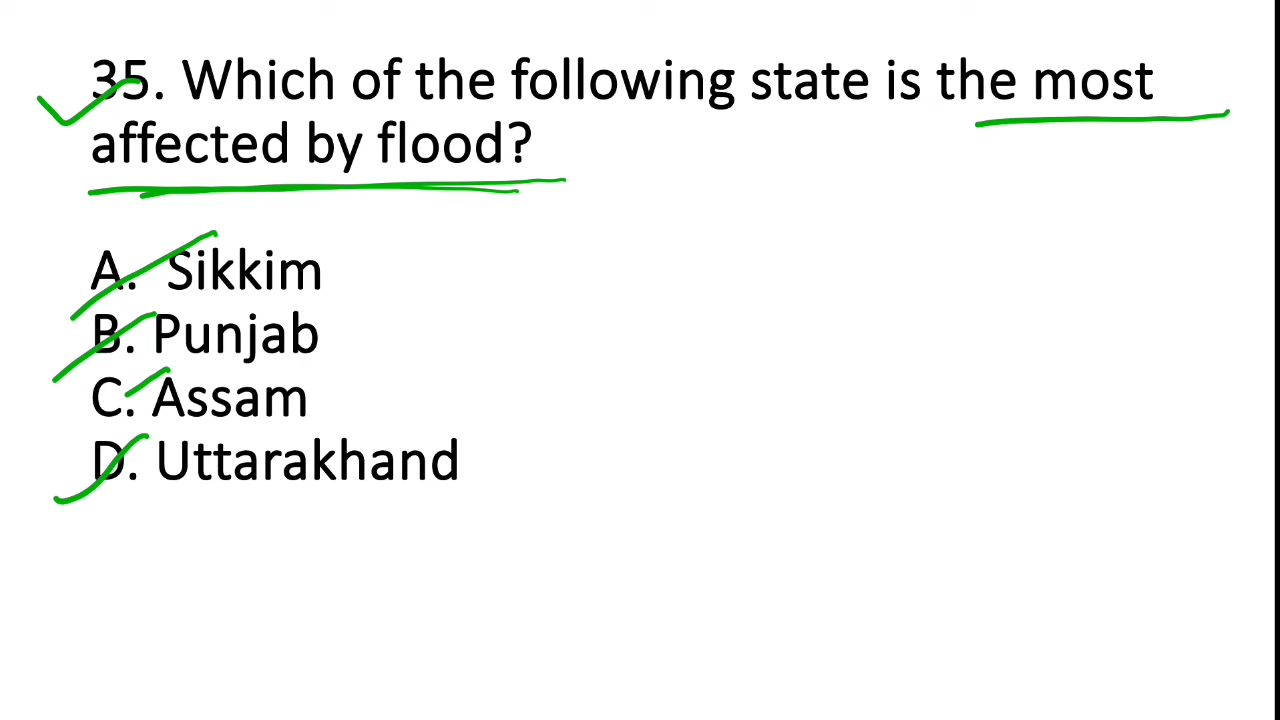 35. Which of the following state is the most
affected by flood?
A. Sikkim
B. Punjab
C. Assam
D. Uttarakhand